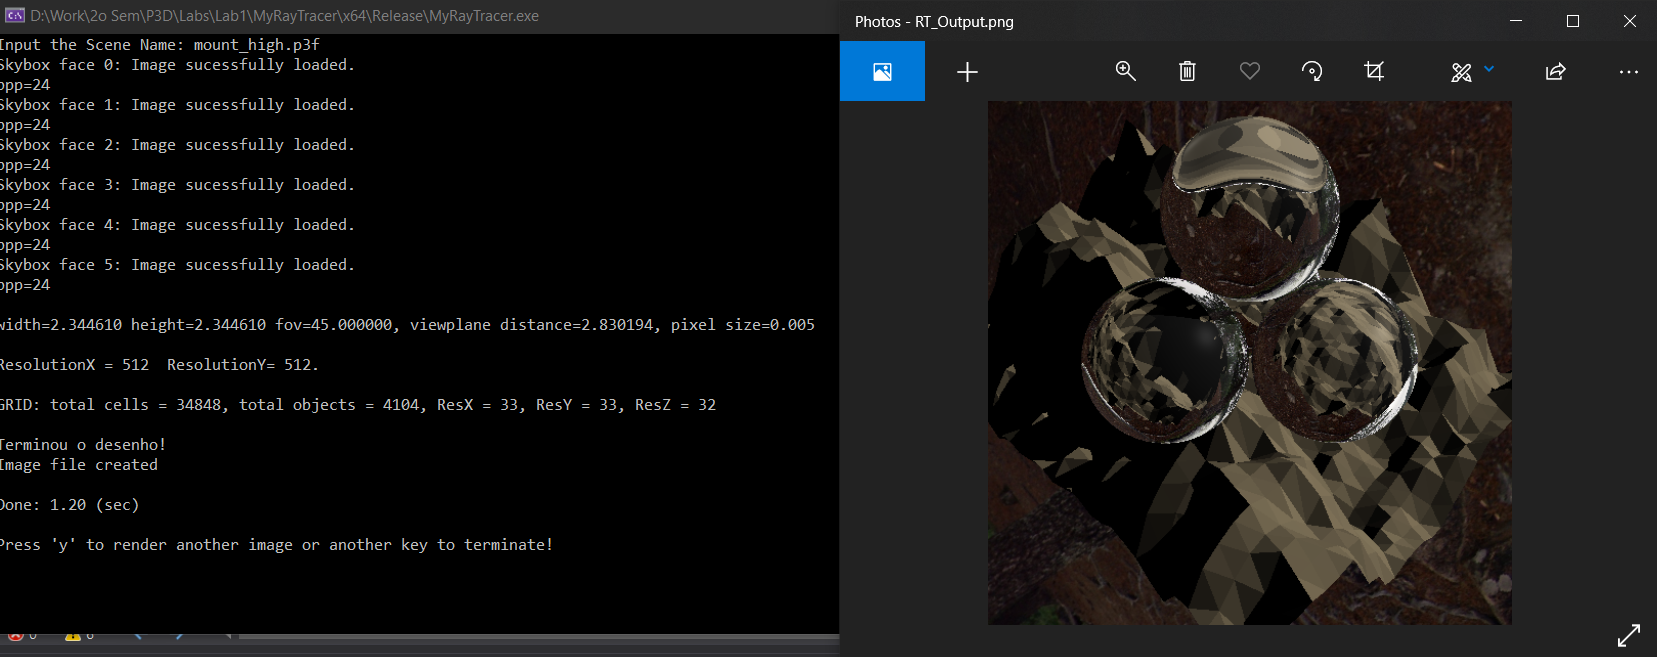 D:\Work\2o Sem\P3D\Labs\Lab1\MyRayTracer\x64\Release\MyRayTracer.exe
Input the Scene Name: mount_high.p3f
Skybox face 0: Image sucessfully loaded.
bpp=24
Skybox face 1: Image sucessfully loaded.
bpp=24
Skybox face 2: Image sucessfully loaded.
bpp=24
Skybox face 3: Image sucessfully loaded.
bpp=24
Skybox face 4: Image sucessfully loaded.
bpp=24
Skybox face 5: Image sucessfully loaded.
bpp=24
width=2.344610 height=2.344610 fov=45.000000, viewplane distance=2.830194, pixel size=0.005
ResolutionX = 512  ResolutionY= 512.
GRID: total cells = 34848, total objects = 4104, ResX = 33, ResY = 33, ResZ = 32
Terminou o desenho!
Image file created
Done: 1.20 (sec)
Press 'y' to render another image or another key to terminate!
Photos - RT_Output.png